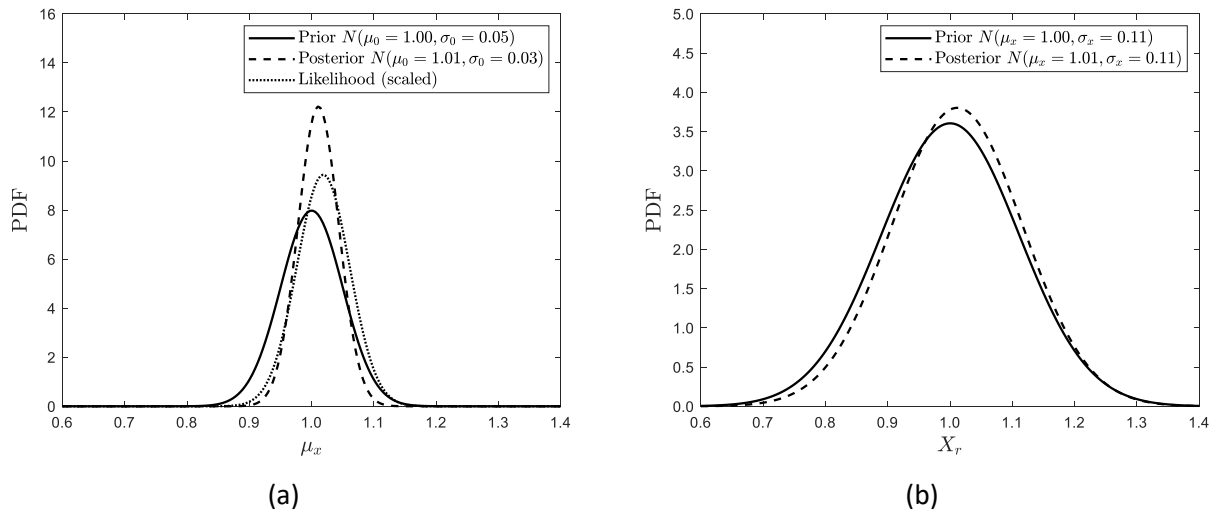 16
14
12
10
8
6
4
2
0
PDF
Prior N(μ₀ = 1.00, σ₀ = 0.05)
Posterior N(μ₀ = 1.01, σ₀ = 0.03)
Likelihood (scaled)
0.6 0.7 0.8 0.9 1.0 1.1 1.2 1.3 1.4
μₓ
(a)
5.0
4.5
4.0
3.5
3.0
2.5
2.0
1.5
1.0
0.5
0.0
PDF
Prior N(μₓ = 1.00, σₓ = 0.11)
Posterior N(μₓ = 1.01, σₓ = 0.11)
0.6 0.7 0.8 0.9 1.0 1.1 1.2 1.3 1.4
Xᵣ
(b)